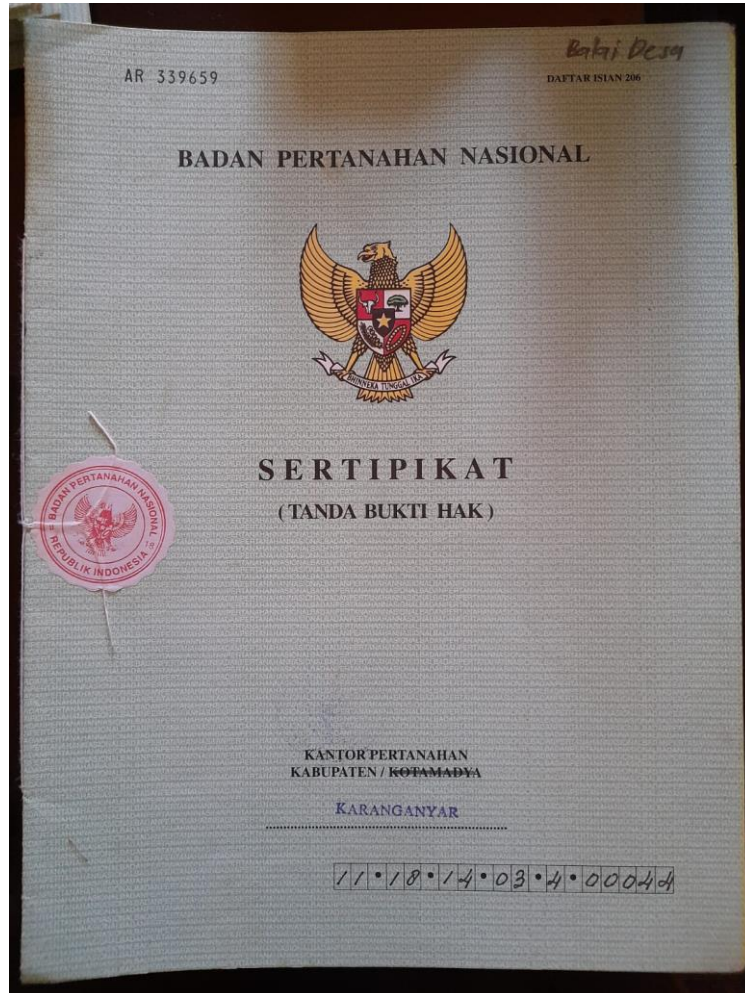 Balai Desa
AR 339659
DAFTAR ISIAN 206
BADAN PERTANAHAN NASIONAL
BHINNEKA TUNGGAL IKA
SERTIPIKAT
(TANDA BUKTI HAK)
BADAN PERTANAHAN NASIONAL
REPUBLIK INDONESIA
KANTOR PERTANAHAN
KABUPATEN / KOTAMADYA
KARANGANYAR
11•18•14•03•4•00044